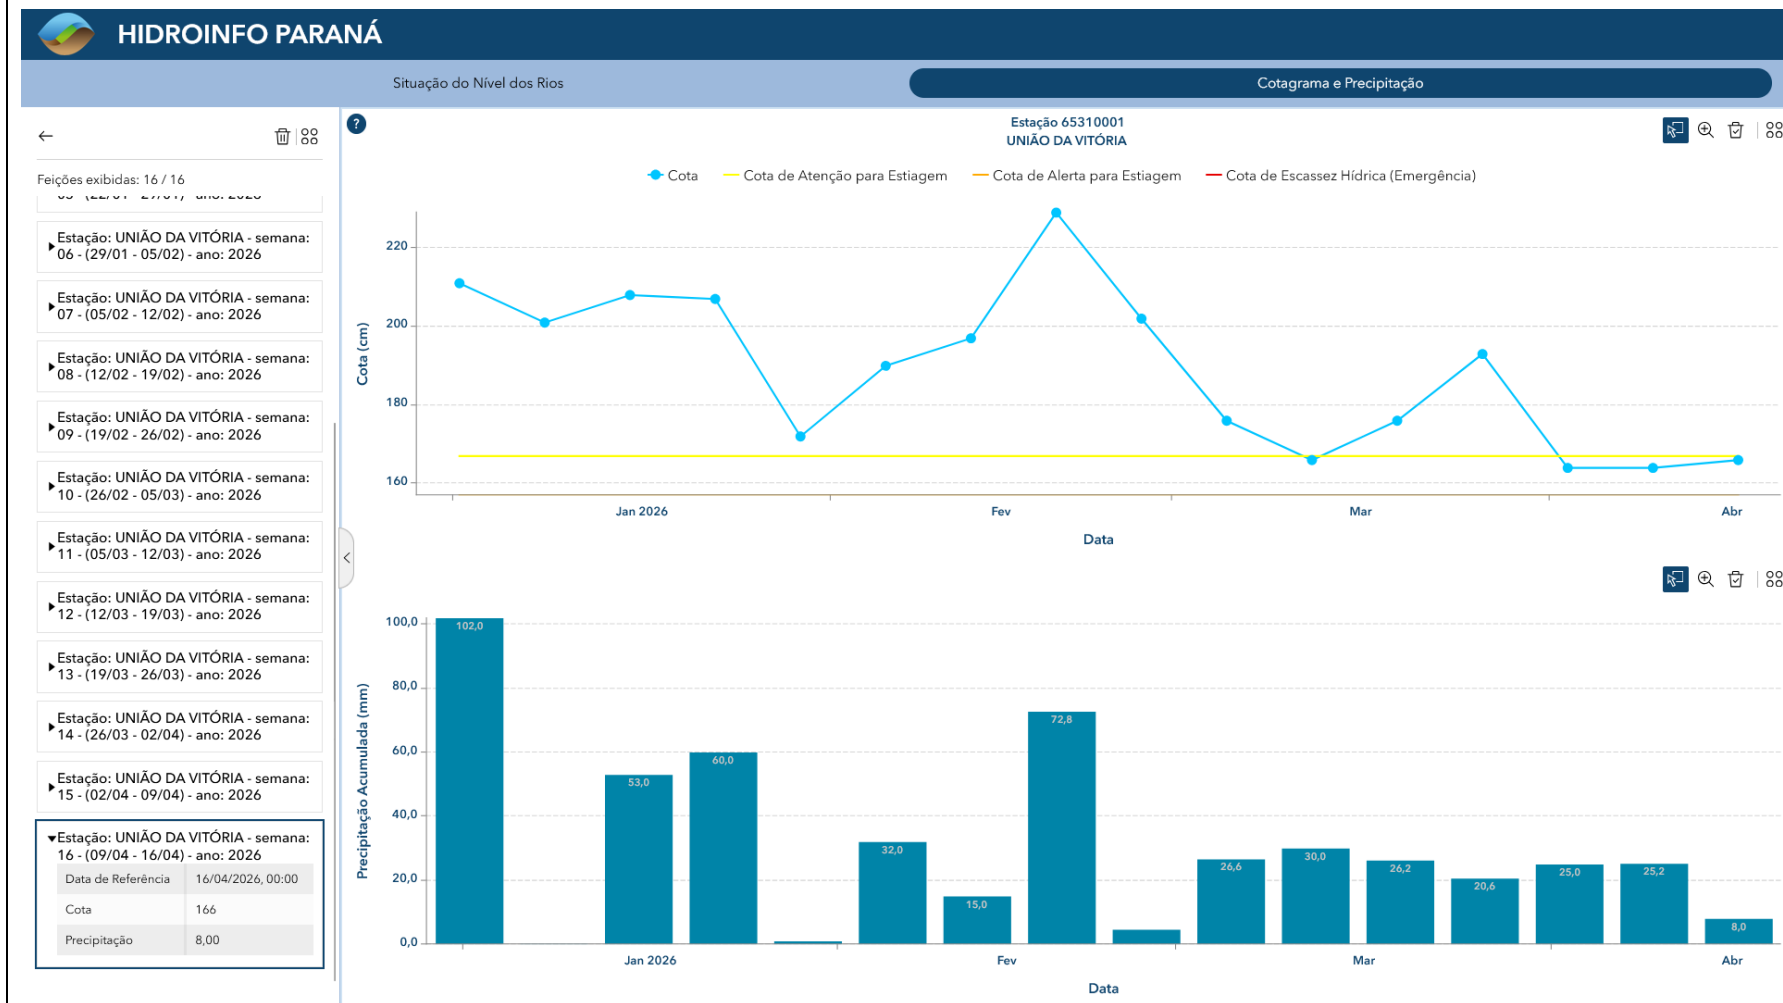 HIDROINFO PARANÁ
Situação do Nível dos Rios
Cotagrama e Precipitação
Feições exibidas: 16 / 16
Estação: UNIÃO DA VITÓRIA - semana:
06 - (29/01 - 05/02) - ano: 2026
Estação: UNIÃO DA VITÓRIA - semana:
07 - (05/02 - 12/02) - ano: 2026
Estação: UNIÃO DA VITÓRIA - semana:
08 - (12/02 - 19/02) - ano: 2026
Estação: UNIÃO DA VITÓRIA - semana:
09 - (19/02 - 26/02) - ano: 2026
Estação: UNIÃO DA VITÓRIA - semana:
10 - (26/02 - 05/03) - ano: 2026
Estação: UNIÃO DA VITÓRIA - semana:
11 - (05/03 - 12/03) - ano: 2026
Estação: UNIÃO DA VITÓRIA - semana:
12 - (12/03 - 19/03) - ano: 2026
Estação: UNIÃO DA VITÓRIA - semana:
13 - (19/03 - 26/03) - ano: 2026
Estação: UNIÃO DA VITÓRIA - semana:
14 - (26/03 - 02/04) - ano: 2026
Estação: UNIÃO DA VITÓRIA - semana:
15 - (02/04 - 09/04) - ano: 2026
Estação: UNIÃO DA VITÓRIA - semana:
16 - (09/04 - 16/04) - ano: 2026
Data de Referência 16/04/2026, 00:00
Cota 166
Precipitação 8,00
?
Estação 65310001
UNIÃO DA VITÓRIA
Cota Cota de Atenção para Estiagem Cota de Alerta para Estiagem Cota de Escassez Hídrica (Emergência)
Cota (cm)
220
200
180
160
Jan 2026 Fev Mar Abr
Data
Precipitação Acumulada (mm)
100,0
80,0
60,0
40,0
20,0
0,0
102,0
53,0
60,0
32,0
15,0
72,8
26,6
30,0
26,2
20,6
25,0
25,2
8,0
Jan 2026 Fev Mar Abr
Data